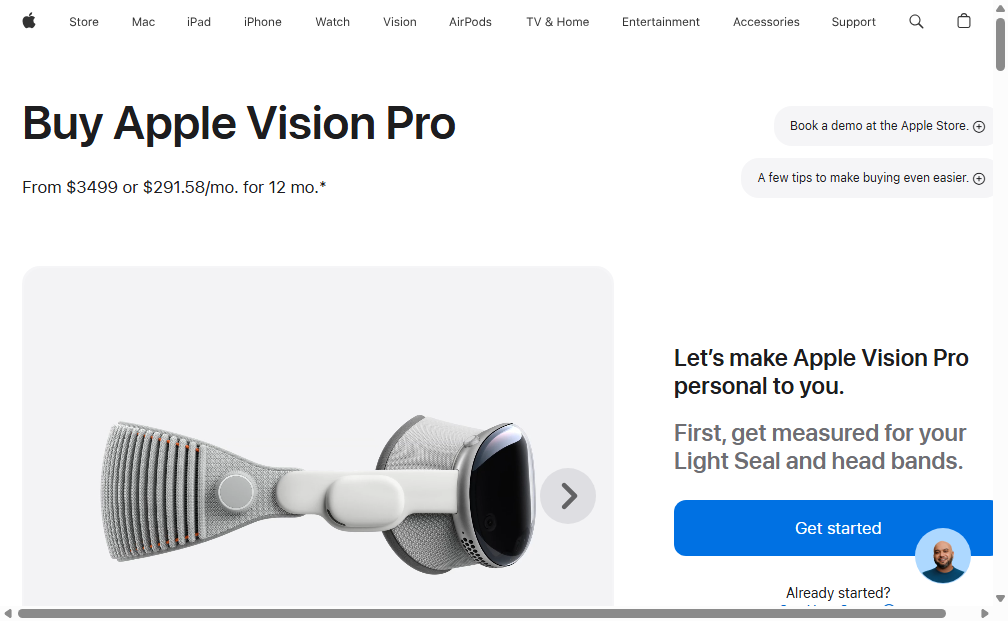 Store Mac iPad iPhone Watch Vision AirPods TV & Home Entertainment Accessories Support
Buy Apple Vision Pro
From $3499 or $291.58/mo. for 12 mo.*
Book a demo at the Apple Store.
A few tips to make buying even easier.
Let's make Apple Vision Pro
personal to you.
First, get measured for your
Light Seal and head bands.
Get started
Already started?